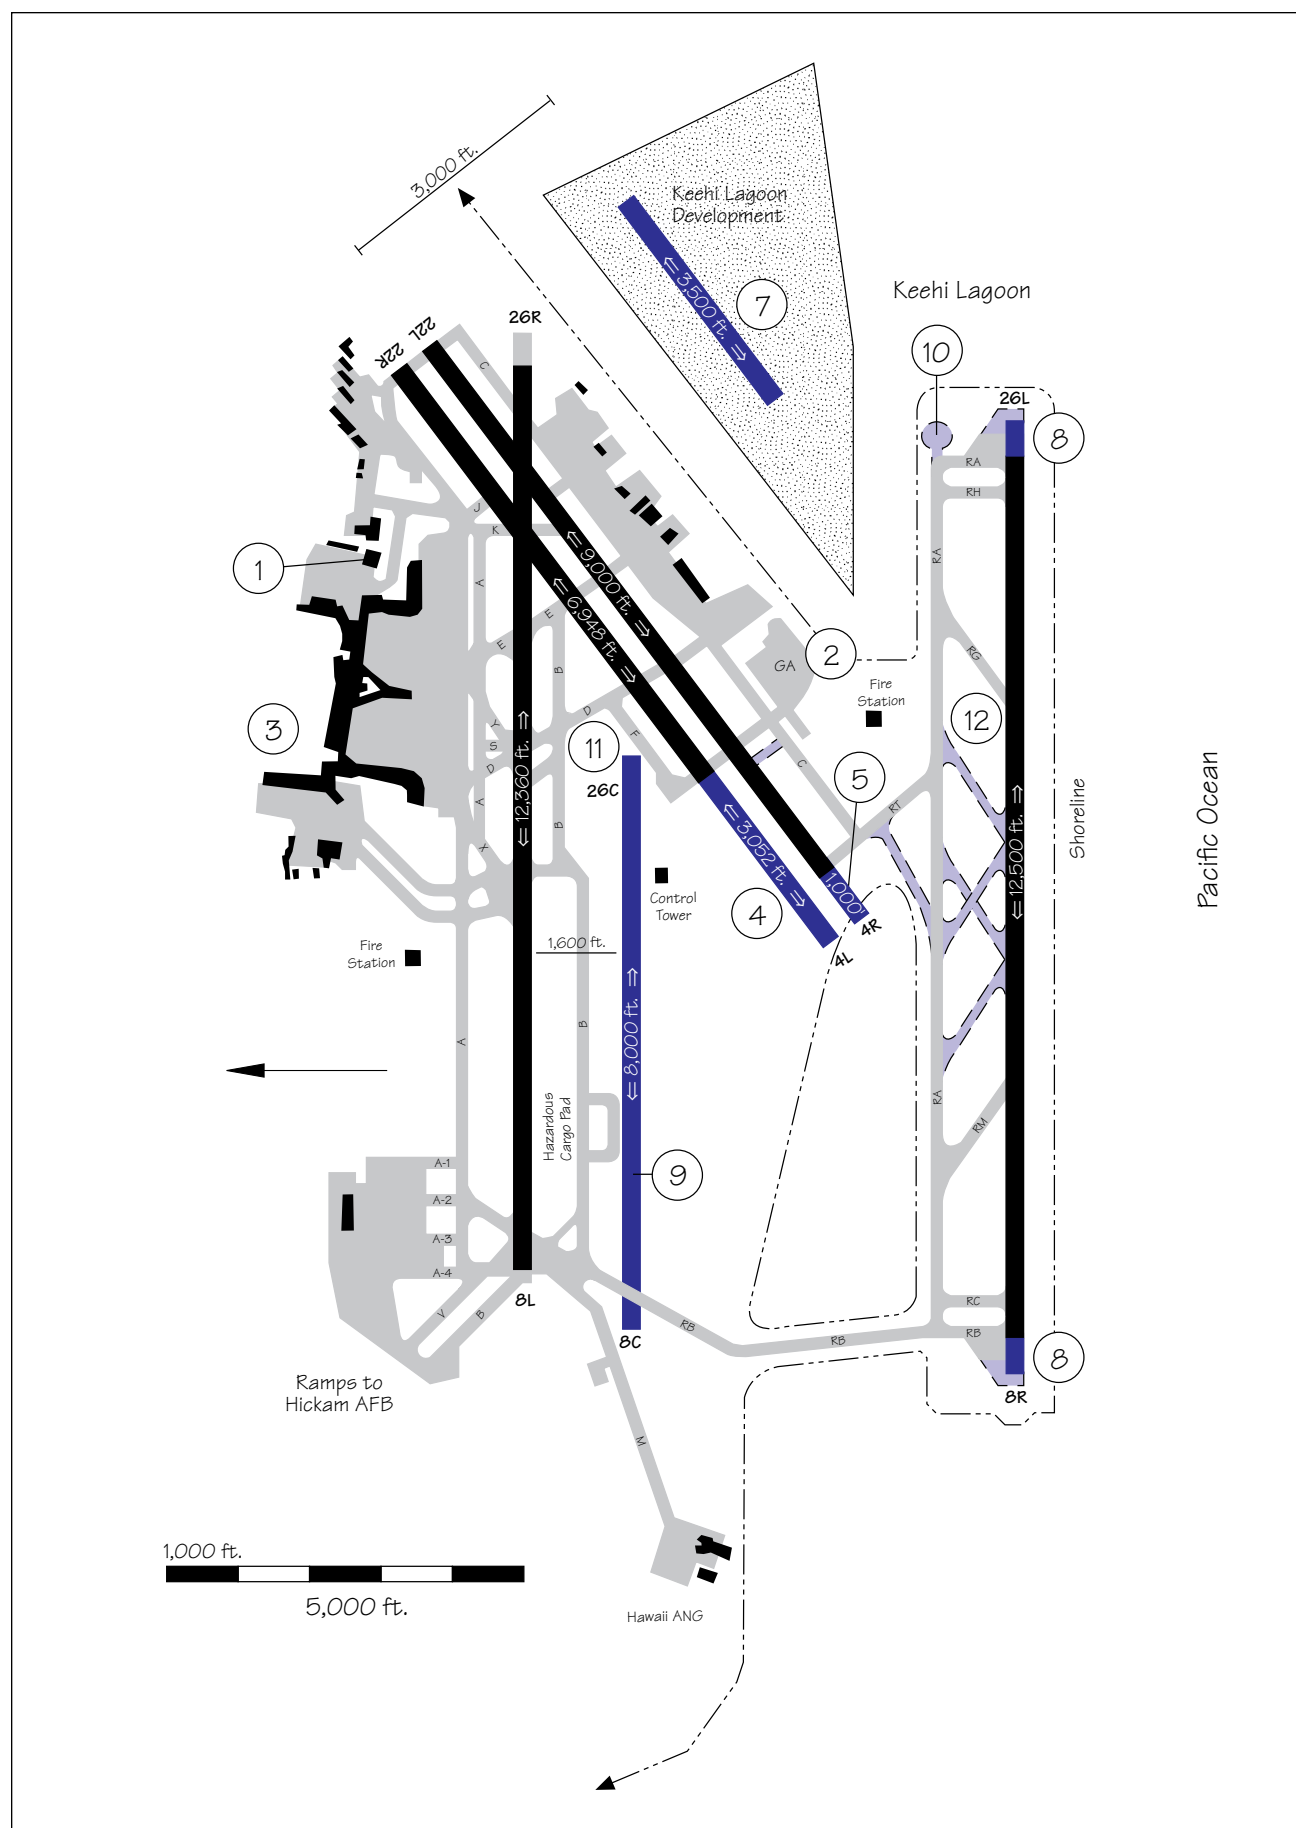 3,000 ft.
Keehi Lagoon
Development
⇐ 3,500 ft. ⇒
7
Keehi Lagoon
26R
22L
22R
C
10
26L
8
RA
RH
J
K
1
A
RA
⇐ 9,000 ft. ⇒
⇐ 6,948 ft. ⇒
E
E
B
GA
2
RG
Fire
Station
3
12
D
Y
S
F
11
D
⇐ 12,360 ft. ⇒
26C
C
5
A
B
RT
X
⇐ 3,052 ft. ⇒
⇐ 12,500 ft. ⇒
Shoreline
Pacific Ocean
1,000'
Control
Tower
4
4R
4L
Fire
Station
1,600 ft.
B
A
⇐ 8,000 ft. ⇒
RA
RM
Hazardous
Cargo Pad
A-1
9
A-2
A-3
A-4
8L
V
B
RB
RC
RB
RB
8C
8
8R
Ramps to
Hickam AFB
M
1,000 ft.
5,000 ft.
Hawaii ANG